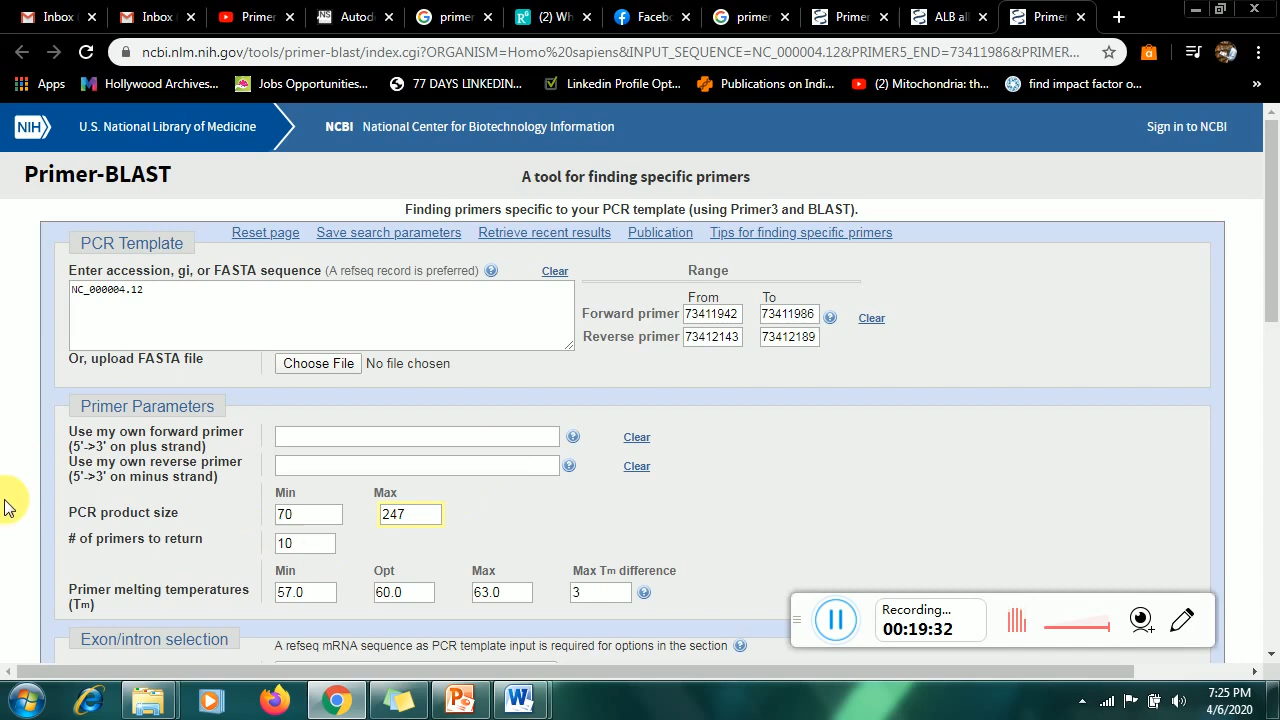 Inbox ( Inbox ( Primer Autod primer (2) Wh Faceb primer Primer ALB all Primer
ncbi.nlm.nih.gov/tools/primer-blast/index.cgi?ORGANISM=Homo%20sapiens&INPUT_SEQUENCE=NC_000004.12&PRIMER5_END=73411986&PRIMER...
Apps Hollywood Archives... Jobs Opportunities... 77 DAYS LINKEDIN... Linkedin Profile Opt... Publications on Indi... (2) Mitochondria: th... find impact factor o...
NIH U.S. National Library of Medicine NCBI National Center for Biotechnology Information Sign in to NCBI
Primer-BLAST A tool for finding specific primers
Finding primers specific to your PCR template (using Primer3 and BLAST).
Reset page Save search parameters Retrieve recent results Publication Tips for finding specific primers
PCR Template
Enter accession, gi, or FASTA sequence (A refseq record is preferred) ? Clear Range
NC_000004.12
From To
Forward primer 73411942 73411986 ? Clear
Reverse primer 73412143 73412189
Or, upload FASTA file Choose File No file chosen
Primer Parameters
Use my own forward primer
(5'->3' on plus strand) ? Clear
Use my own reverse primer
(5'->3' on minus strand) ? Clear
Min Max
PCR product size 70 247
# of primers to return 10
Min Opt Max Max Tm difference
Primer melting temperatures
(Tm) 57.0 60.0 63.0 3 ?
Exon/intron selection A refseq mRNA sequence as PCR template input is required for options in the section ?
Recording...
00:19:32
7:25 PM
4/6/2020